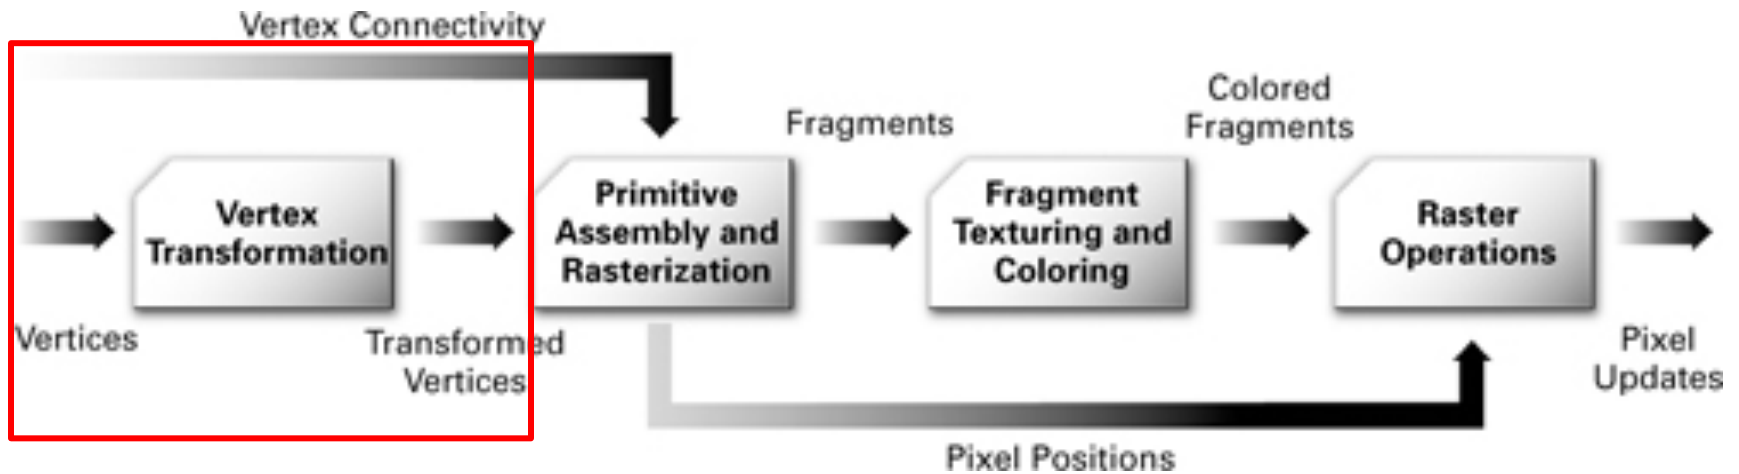 Vertex Connectivity
Vertices
Vertex
Transformation
Transformed
Vertices
Primitive
Assembly and
Rasterization
Fragments
Fragment
Texturing and
Coloring
Colored
Fragments
Raster
Operations
Pixel
Updates
Pixel Positions